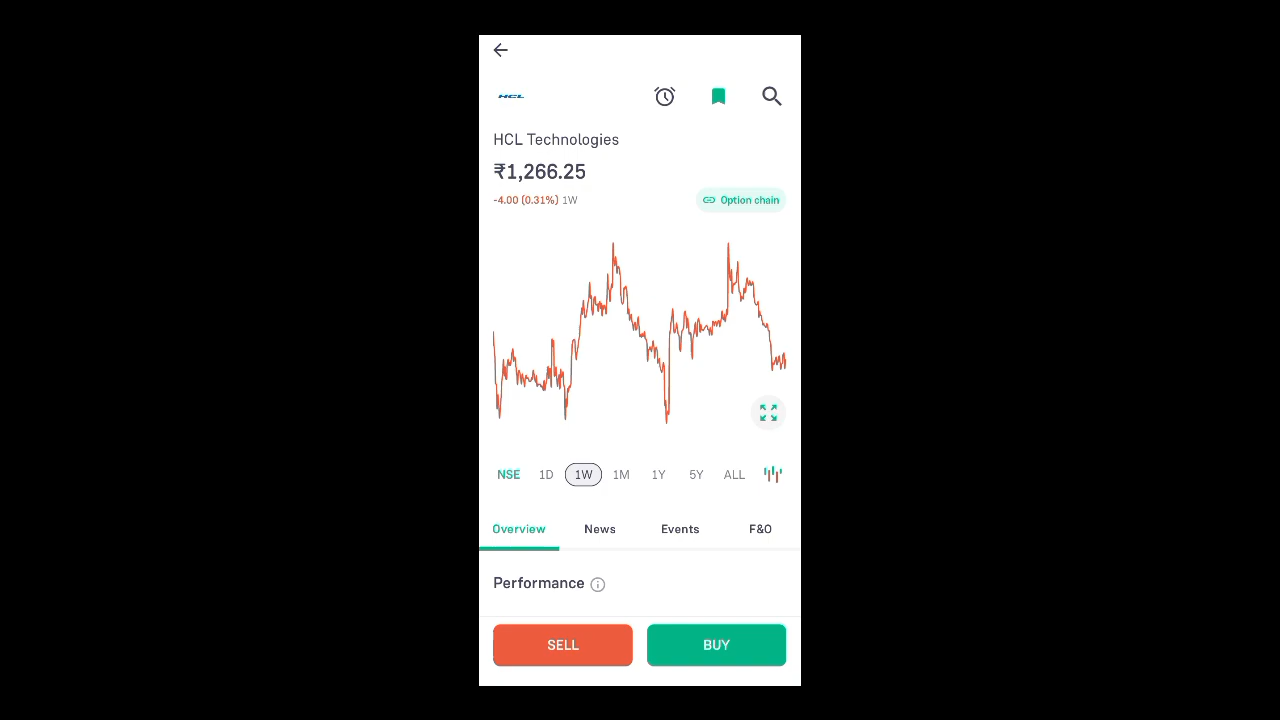 HCL
HCL Technologies
₹1,266.25
-4.00 (0.31%) 1W
Option chain
NSE 1D 1W 1M 1Y 5Y ALL
Overview News Events F&O
Performance
SELL BUY